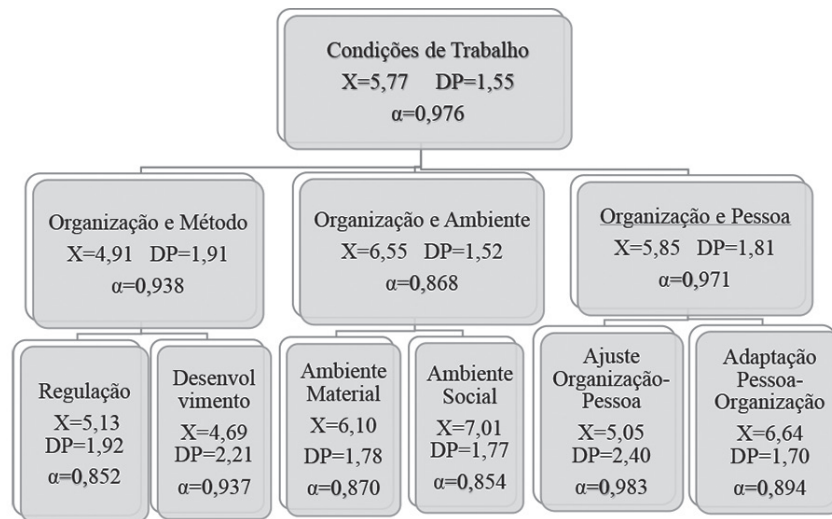 Condições de Trabalho
X=5,77 DP=1,55
α=0,976
Organização e Método
X=4,91 DP=1,91
α=0,938
Organização e Ambiente
X=6,55 DP=1,52
α=0,868
Organização e Pessoa
X=5,85 DP=1,81
α=0,971
Regulação
X=5,13
DP=1,92
α=0,852
Desenvol
vimento
X=4,69
DP=2,21
α=0,937
Ambiente
Material
X=6,10
DP=1,78
α=0,870
Ambiente
Social
X=7,01
DP=1,77
α=0,854
Ajuste
Organização-
Pessoa
X=5,05
DP=2,40
α=0,983
Adaptação
Pessoa-
Organização
X=6,64
DP=1,70
α=0,894